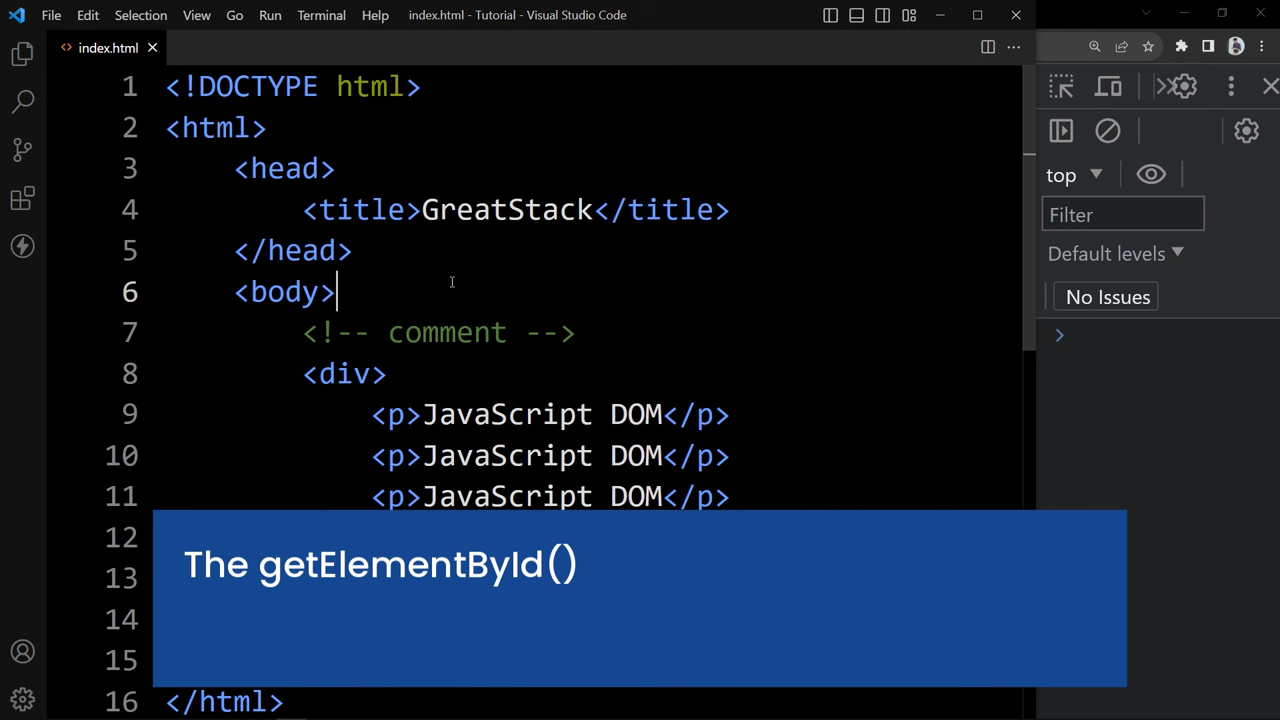 File Edit Selection View Go Run Terminal Help index.html - Tutorial - Visual Studio Code
index.html
1 <!DOCTYPE html>
2 <html>
3 <head>
4 <title>GreatStack</title>
5 </head>
6 <body>
7 <!-- comment -->
8 <div>
9 <p>JavaScript DOM</p>
10 <p>JavaScript DOM</p>
11 <p>JavaScript DOM</p>
12
13
14
15
16 </html>
The getElementById()
top
Filter
Default levels
No Issues